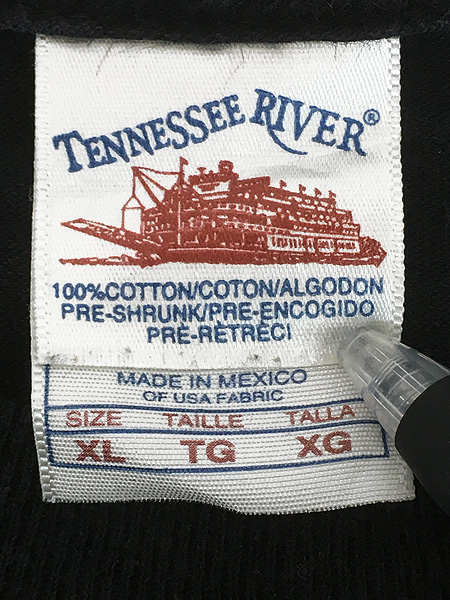 TENNESSEE RIVER®
100%COTTON/COTON/ALGODON
PRE-SHRUNK/PRE-ENCOGIDO
PRÉ-RÉTRÉCI
MADE IN MEXICO
OF USA FABRIC
SIZE TAILLE TALLA
XL TG XG